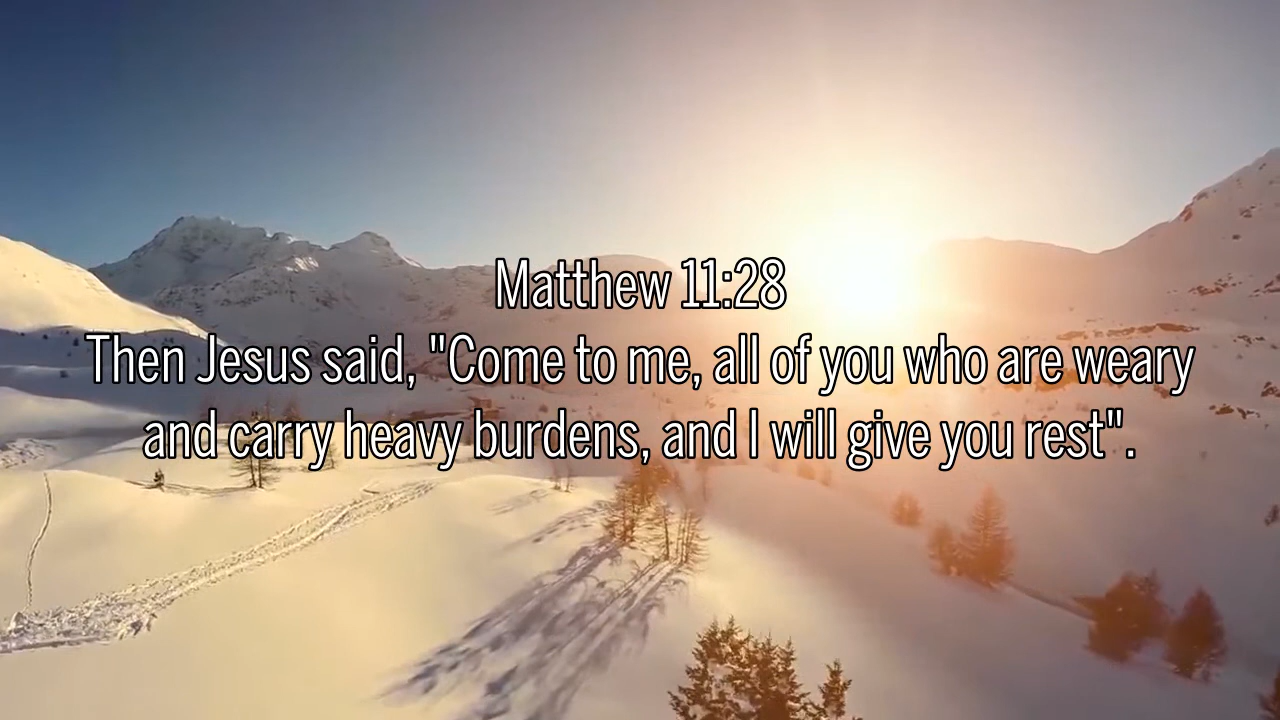 Matthew 11:28
Then Jesus said, "Come to me, all of you who are weary
and carry heavy burdens, and I will give you rest".